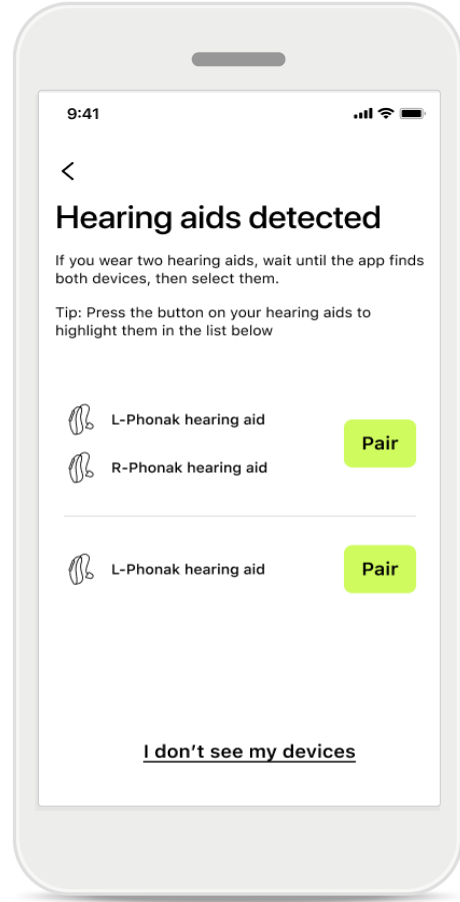 9:41
Hearing aids detected
If you wear two hearing aids, wait until the app finds
both devices, then select them.
Tip: Press the button on your hearing aids to
highlight them in the list below
L-Phonak hearing aid
R-Phonak hearing aid
Pair
L-Phonak hearing aid
Pair
I don’t see my devices